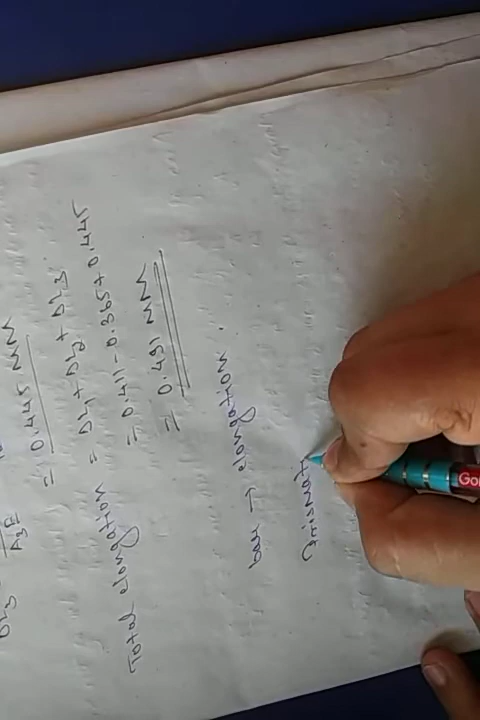 A₃E
= 0.445 MM
Total elongation = ΔL₁ + ΔL₂ + ΔL₃
= 0.411 - 0.365 + 0.445
= 0.491 MM
bar → elongation.
Prismat
Gol